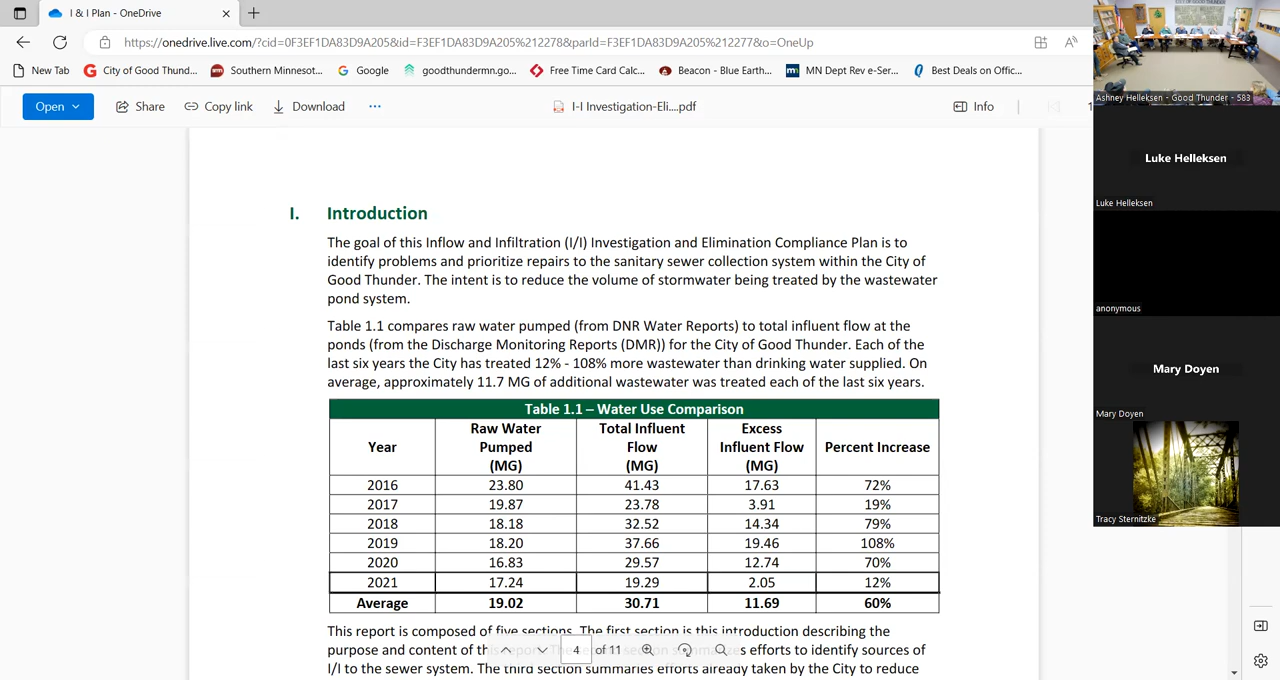 I & I Plan - OneDrive
https://onedrive.live.com/?cid=0F3EF1DA83D9A205&id=F3EF1DA83D9A205%212278&parId=F3EF1DA83D9A205%212277&o=OneUp
New Tab City of Good Thund... Southern Minnesot... Google goodthundermn.go... Free Time Card Calc... Beacon - Blue Earth... MN Dept Rev e-Ser... Best Deals on Offic...
Open Share Copy link Download ... I-I Investigation-Eli....pdf Info
I. Introduction
The goal of this Inflow and Infiltration (I/I) Investigation and Elimination Compliance Plan is to
identify problems and prioritize repairs to the sanitary sewer collection system within the City of
Good Thunder. The intent is to reduce the volume of stormwater being treated by the wastewater
pond system.
Table 1.1 compares raw water pumped (from DNR Water Reports) to total influent flow at the
ponds (from the Discharge Monitoring Reports (DMR)) for the City of Good Thunder. Each of the
last six years the City has treated 12% - 108% more wastewater than drinking water supplied. On
average, approximately 11.7 MG of additional wastewater was treated each of the last six years.
Table 1.1 – Water Use Comparison
Year Raw Water Pumped (MG) Total Influent Flow (MG) Excess Influent Flow (MG) Percent Increase
2016 23.80 41.43 17.63 72%
2017 19.87 23.78 3.91 19%
2018 18.18 32.52 14.34 79%
2019 18.20 37.66 19.46 108%
2020 16.83 29.57 12.74 70%
2021 17.24 19.29 2.05 12%
Average 19.02 30.71 11.69 60%
This report is composed of five sections. The first section is this introduction describing the
purpose and content of this report. efforts to identify sources of
I/I to the sewer system. The third section summaries efforts already taken by the City to reduce
4 of 11
Ashney Helleksen - Good Thunder - 583
Luke Helleksen
Luke Helleksen
anonymous
Mary Doyen
Mary Doyen
Tracy Sternitzke